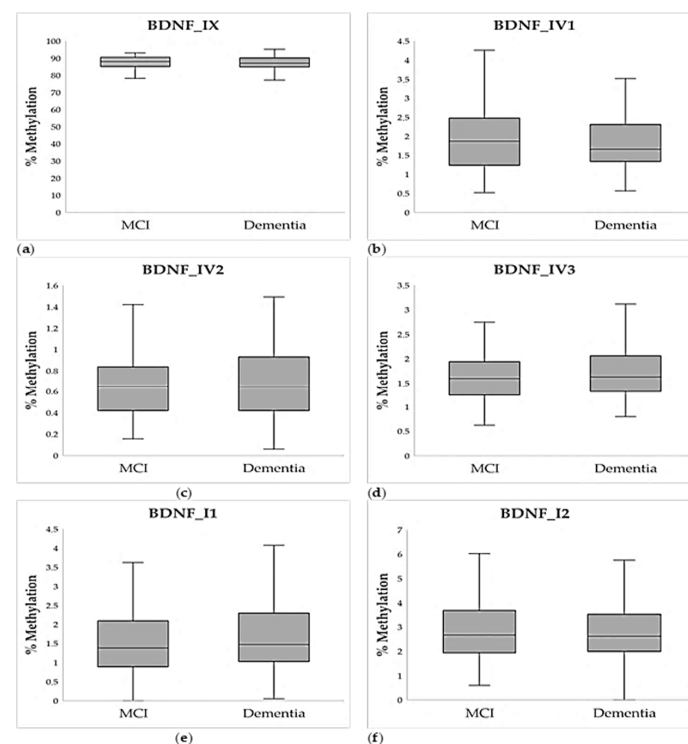 BDNF_IX
% Methylation
100
90
80
70
60
50
40
30
20
10
0
MCI Dementia
(a)
BDNF_IV1
% Methylation
4.5
4
3.5
3
2.5
2
1.5
1
0.5
0
MCI Dementia
(b)
BDNF_IV2
% Methylation
1.6
1.4
1.2
1
0.8
0.6
0.4
0.2
0
MCI Dementia
(c)
BDNF_IV3
% Methylation
3.5
3
2.5
2
1.5
1
0.5
0
MCI Dementia
(d)
BDNF_I1
% Methylation
4.5
4
3.5
3
2.5
2
1.5
1
0.5
0
MCI Dementia
(e)
BDNF_I2
% Methylation
7
6
5
4
3
2
1
0
MCI Dementia
(f)